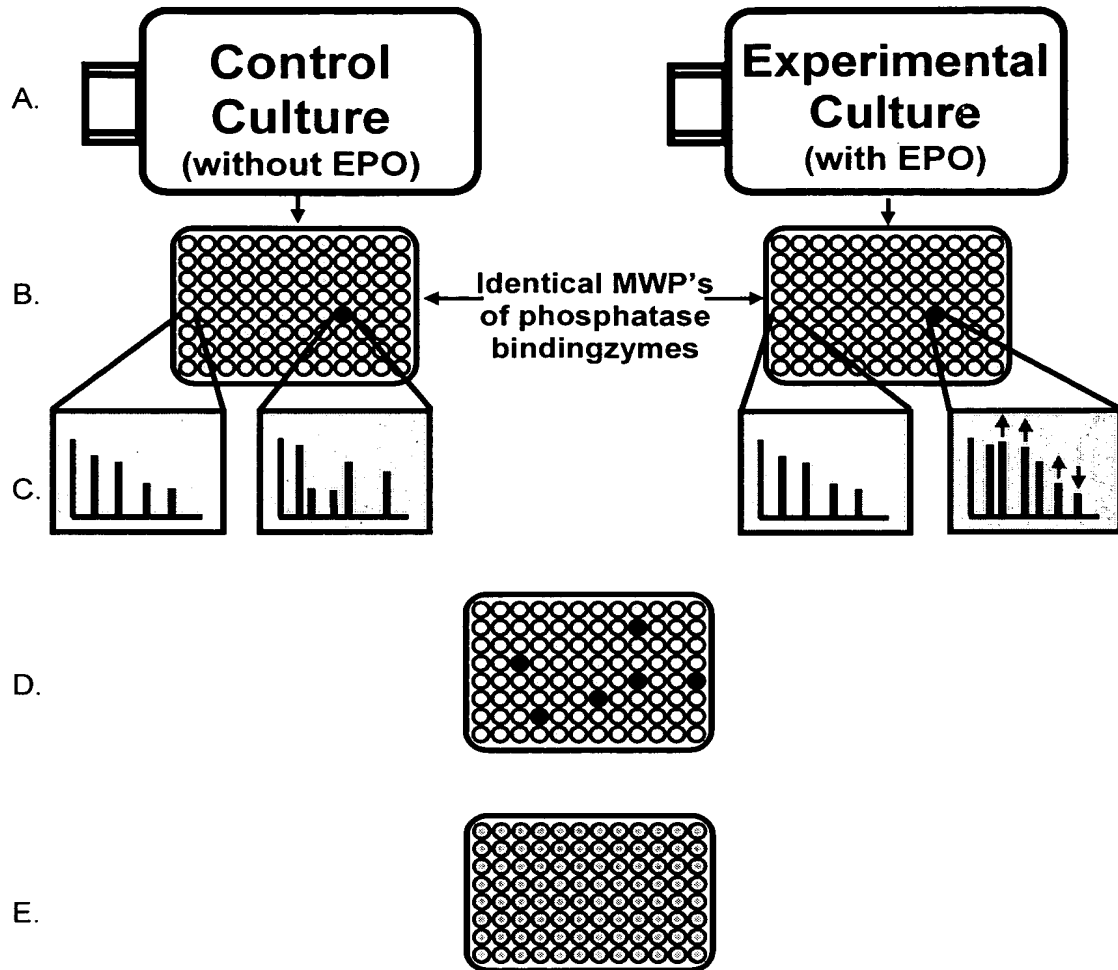 A.
Control
Culture
(without EPO)
Experimental
Culture
(with EPO)
B.
Identical MWP's
of phosphatase
bindingzymes
C.
D.
E.